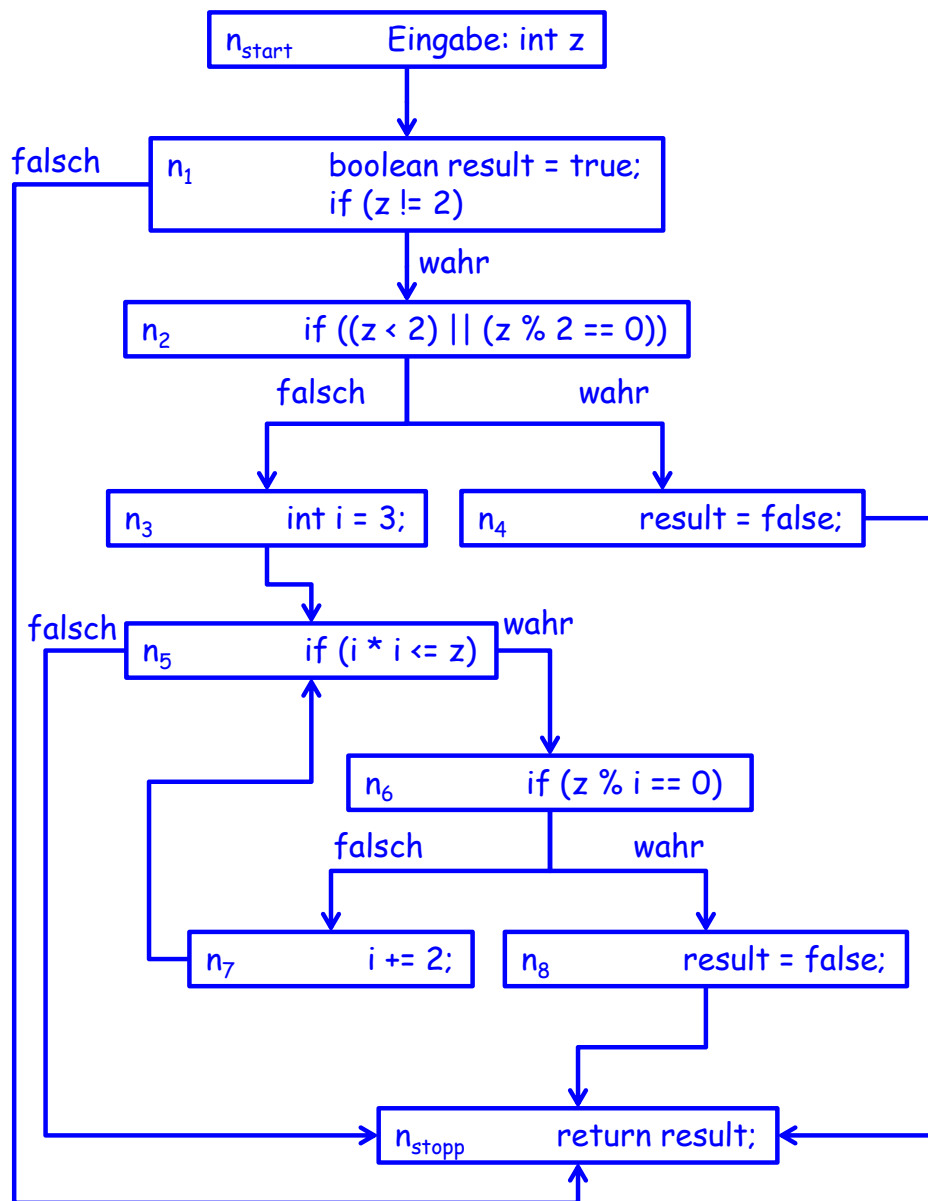 n_start Eingabe: int z
falsch
n_1 boolean result = true;
if (z != 2)
wahr
n_2 if ((z < 2) || (z % 2 == 0))
falsch wahr
n_3 int i = 3;
n_4 result = false;
falsch wahr
n_5 if (i * i <= z)
n_6 if (z % i == 0)
falsch wahr
n_7 i += 2;
n_8 result = false;
n_stopp return result;